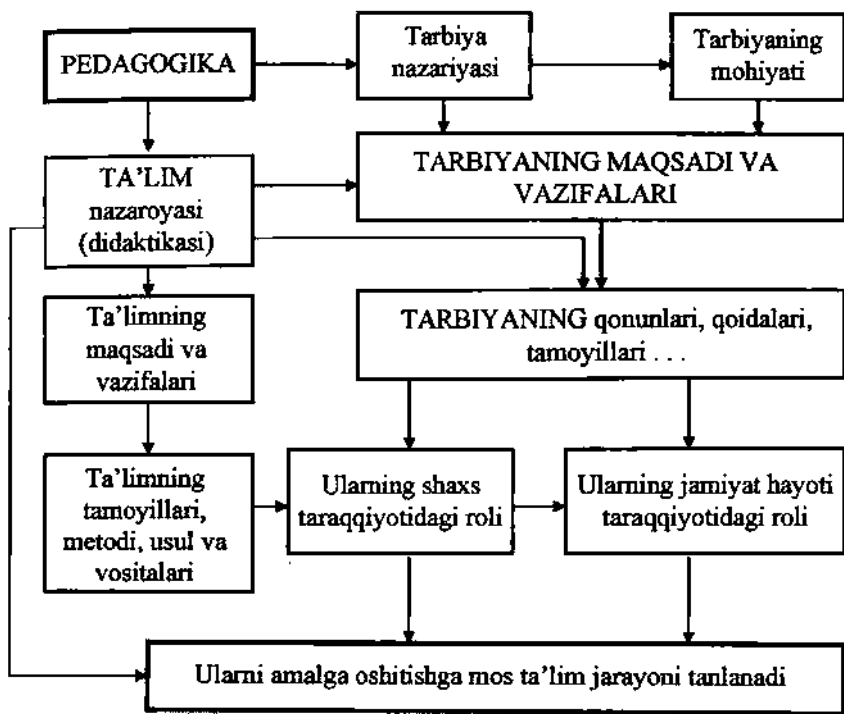 PEDAGOGIKA
Tarbiya
nazariyasi
Tarbiyaning
mohiyati
TA’LIM
nazaroyasi
(didaktikasi)
TARBIYANING MAQSADI VA
VAZIFALARI
Ta’limning
maqsadi va
vazifalari
TARBIYANING qonunlari, qoidalari,
tamoyillari . . .
Ta’limning
tamoyillari,
metodi, usul va
vositalari
Ularning shaxs
taraqqiyotidagi roli
Ularning jamiyat hayoti
taraqqiyotidagi roli
Ularni amalga oshitishga mos ta’lim jarayoni tanlanadi